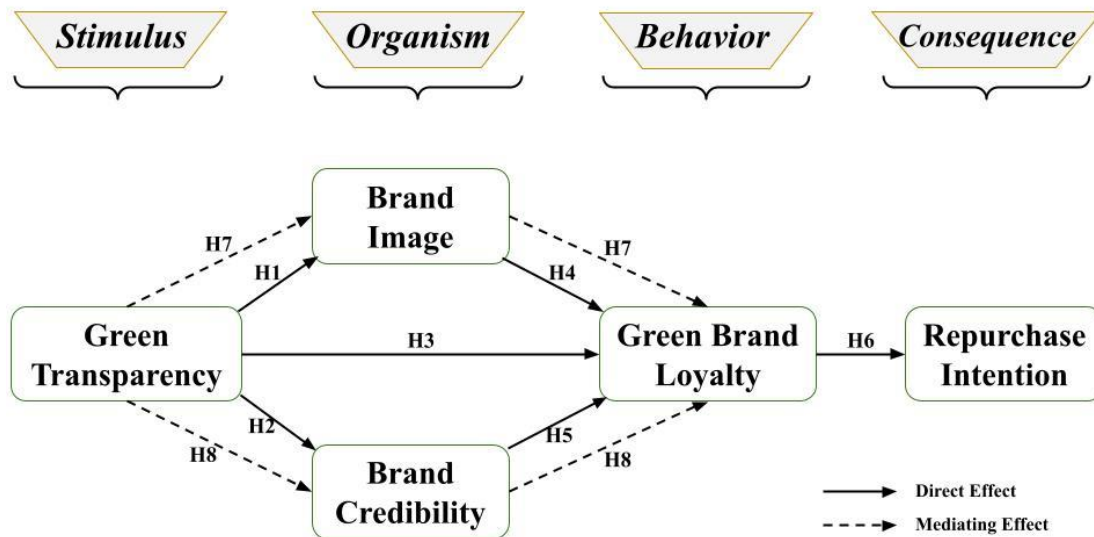 Stimulus
Organism
Behavior
Consequence
Brand
Image
H7
H7
H1
H4
Green
Transparency
H3
Green Brand
Loyalty
H6
Repurchase
Intention
H2
H5
H8
H8
Brand
Credibility
Direct Effect
Mediating Effect